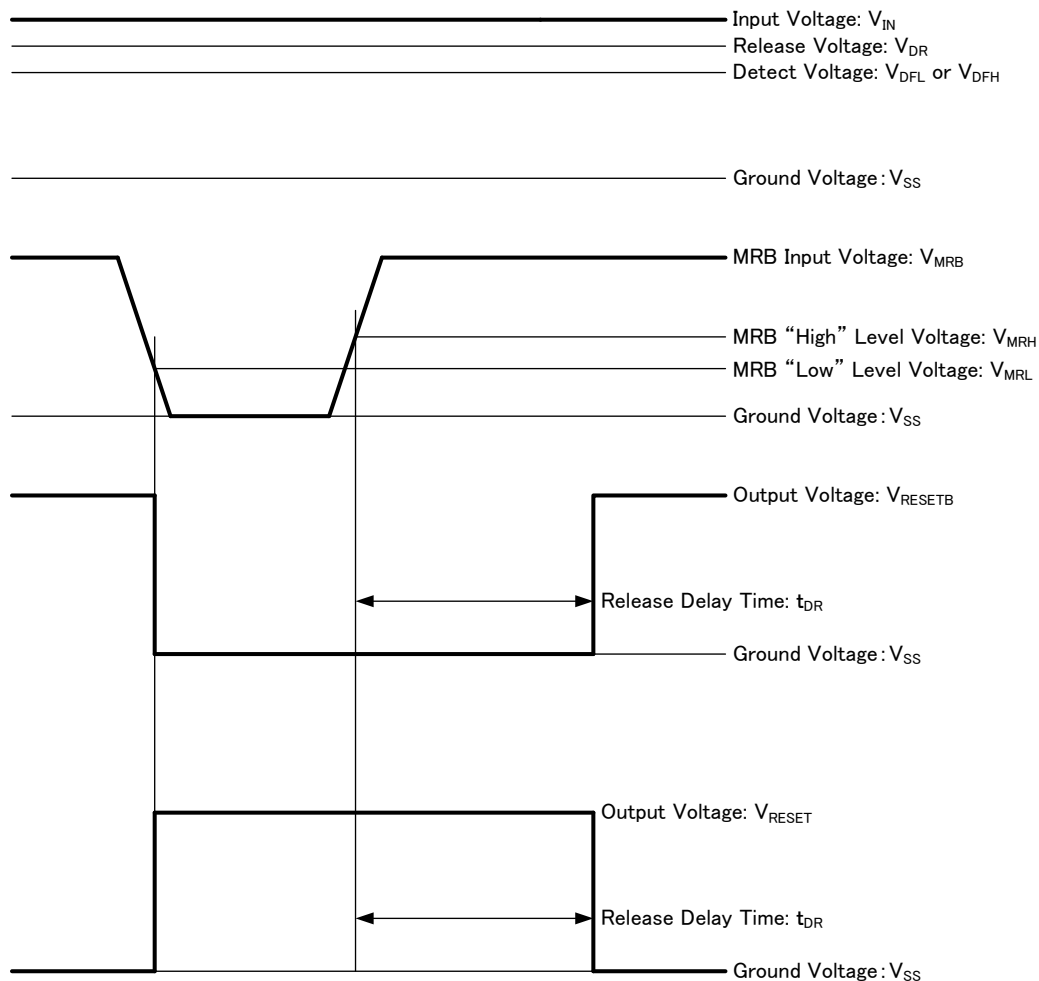 Input Voltage: VIN
Release Voltage: VDR
Detect Voltage: VDFL or VDFH
Ground Voltage: VSS
MRB Input Voltage: VMRB
MRB “High” Level Voltage: VMRH
MRB “Low” Level Voltage: VMRL
Ground Voltage: VSS
Output Voltage: VRESETB
Release Delay Time: tDR
Ground Voltage: VSS
Output Voltage: VRESET
Release Delay Time: tDR
Ground Voltage: VSS